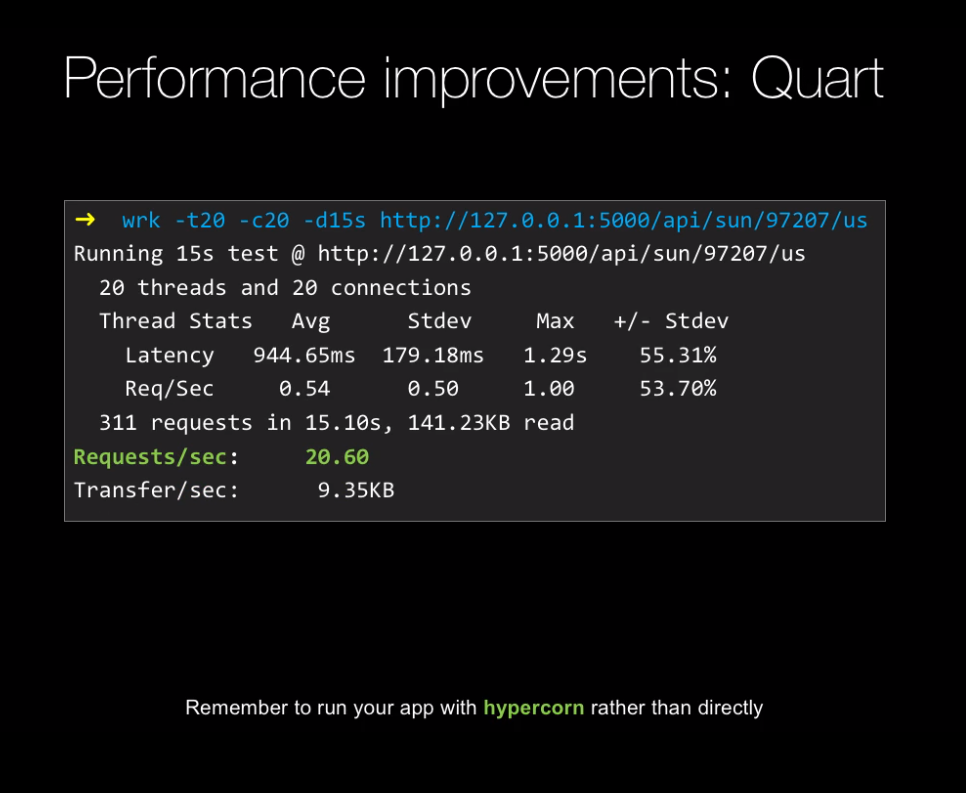 Performance improvements: Quart
➜ wrk -t20 -c20 -d15s http://127.0.0.1:5000/api/sun/97207/us
Running 15s test @ http://127.0.0.1:5000/api/sun/97207/us
20 threads and 20 connections
Thread Stats Avg Stdev Max +/- Stdev
Latency 944.65ms 179.18ms 1.29s 55.31%
Req/Sec 0.54 0.50 1.00 53.70%
311 requests in 15.10s, 141.23KB read
Requests/sec: 20.60
Transfer/sec: 9.35KB
Remember to run your app with hypercorn rather than directly